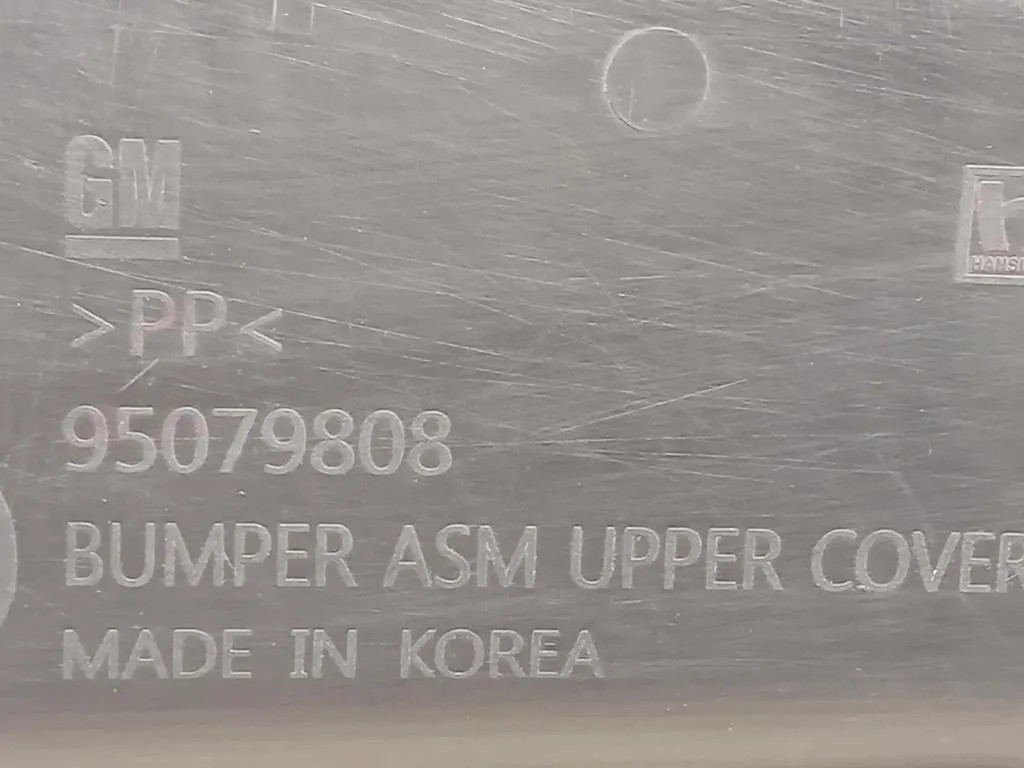 GM
>PP<
95079808
BUMPER ASM UPPER COVER
MADE IN KOREA